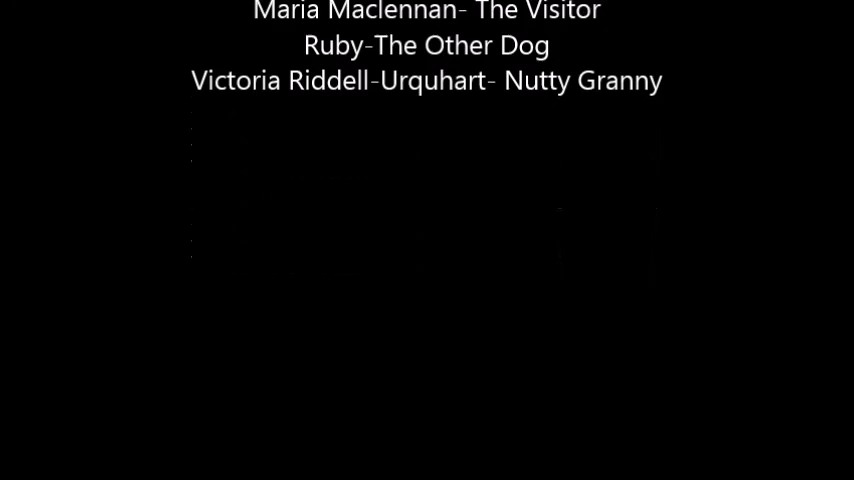 Maria Maclennan- The Visitor
Ruby-The Other Dog
Victoria Riddell-Urquhart- Nutty Granny